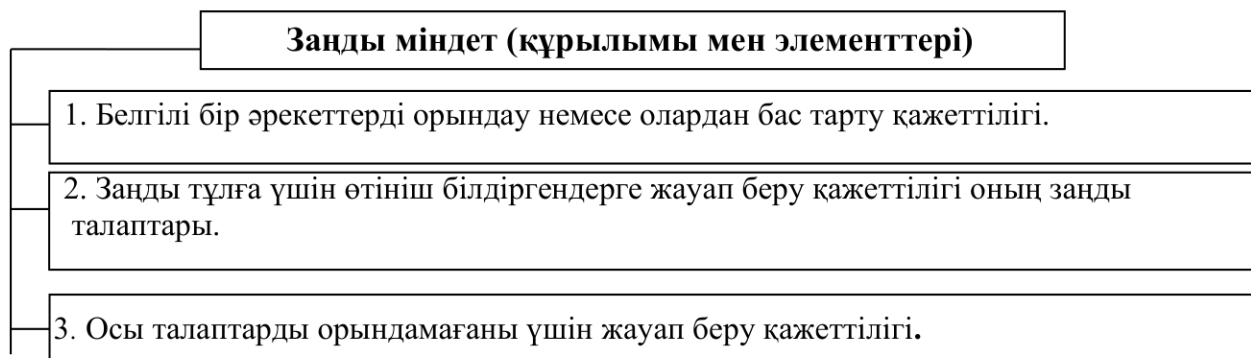 Заңды міндет (құрылымы мен элементтері)
1. Белгілі бір әрекеттерді орындау немесе олардан бас тарту қажеттілігі.
2. Заңды тұлға үшін өтініш білдіргендерге жауап беру қажеттілігі оның заңды
талаптары.
3. Осы талаптарды орындамағаны үшін жауап беру қажеттілігі.